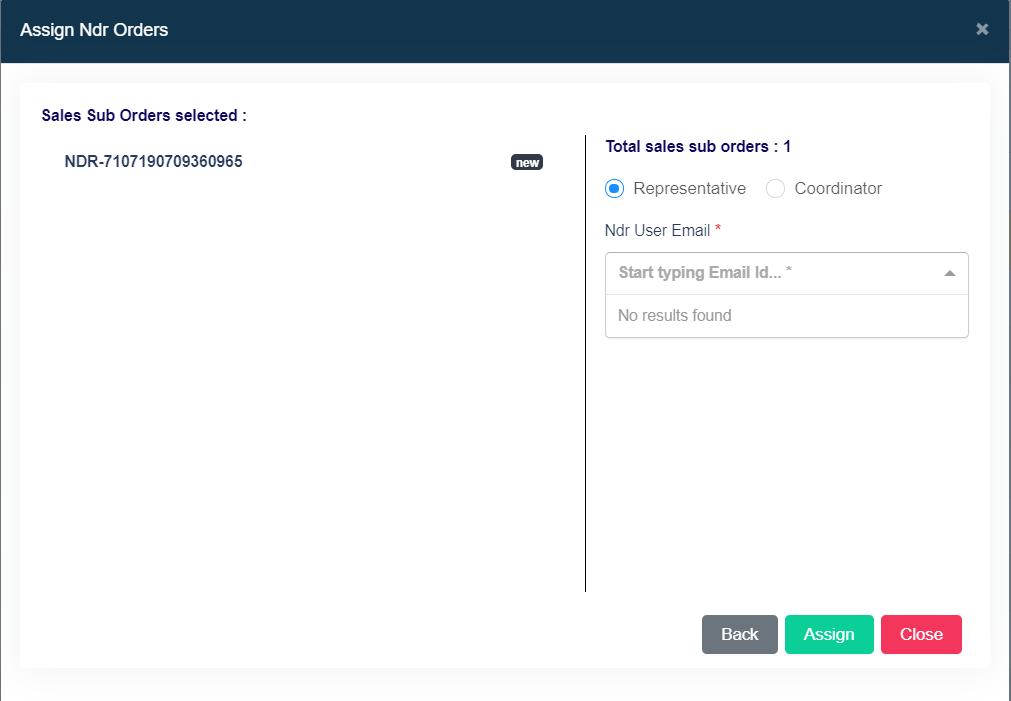 Assign Ndr Orders
×
Sales Sub Orders selected :
NDR-7107190709360965
new
Total sales sub orders : 1
Representative
Coordinator
Ndr User Email *
Start typing Email Id... *
No results found
Back
Assign
Close